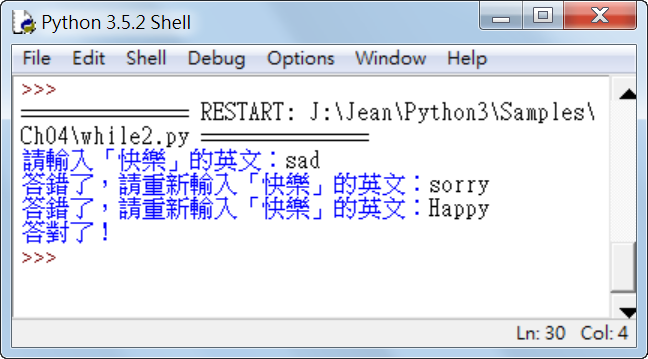 Python 3.5.2 Shell
File Edit Shell Debug Options Window Help
>>>
============== RESTART: J:\Jean\Python3\Samples\
Ch04\while2.py ==============
請輸入「快樂」的英文：sad
答錯了，請重新輸入「快樂」的英文：sorry
答錯了，請重新輸入「快樂」的英文：Happy
答對了！
>>>
Ln: 30 Col: 4